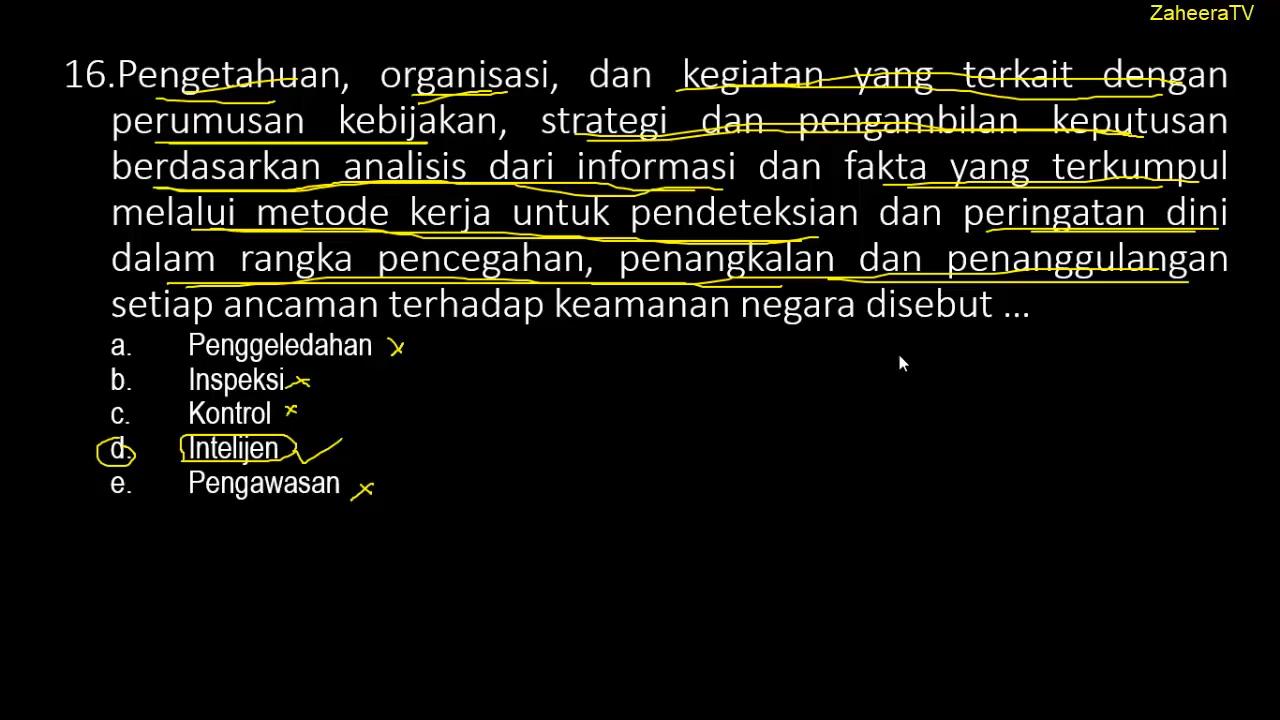 ZaheeraTV
16.Pengetahuan, organisasi, dan kegiatan yang terkait dengan
perumusan kebijakan, strategi dan pengambilan keputusan
berdasarkan analisis dari informasi dan fakta yang terkumpul
melalui metode kerja untuk pendeteksian dan peringatan dini
dalam rangka pencegahan, penangkalan dan penanggulangan
setiap ancaman terhadap keamanan negara disebut ...
a. Penggeledahan
b. Inspeksi
c. Kontrol
d. Intelijen
e. Pengawasan